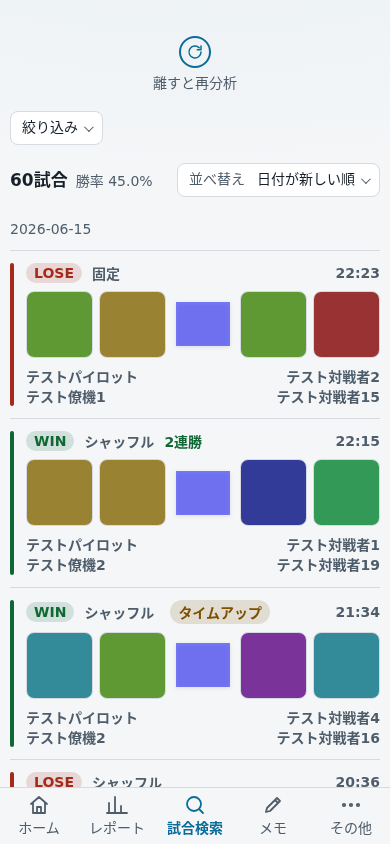 離すと再分析
絞り込み
60試合 勝率 45.0% 並べ替え 日付が新しい順
2026-06-15
LOSE 固定 22:23
テストパイロット テスト対戦者2
テスト僚機1 テスト対戦者15
WIN シャッフル 2連勝 22:15
テストパイロット テスト対戦者1
テスト僚機2 テスト対戦者19
WIN シャッフル タイムアップ 21:34
テストパイロット テスト対戦者4
テスト僚機2 テスト対戦者16
LOSE シャッフル 20:36
ホーム レポート 試合検索 メモ その他